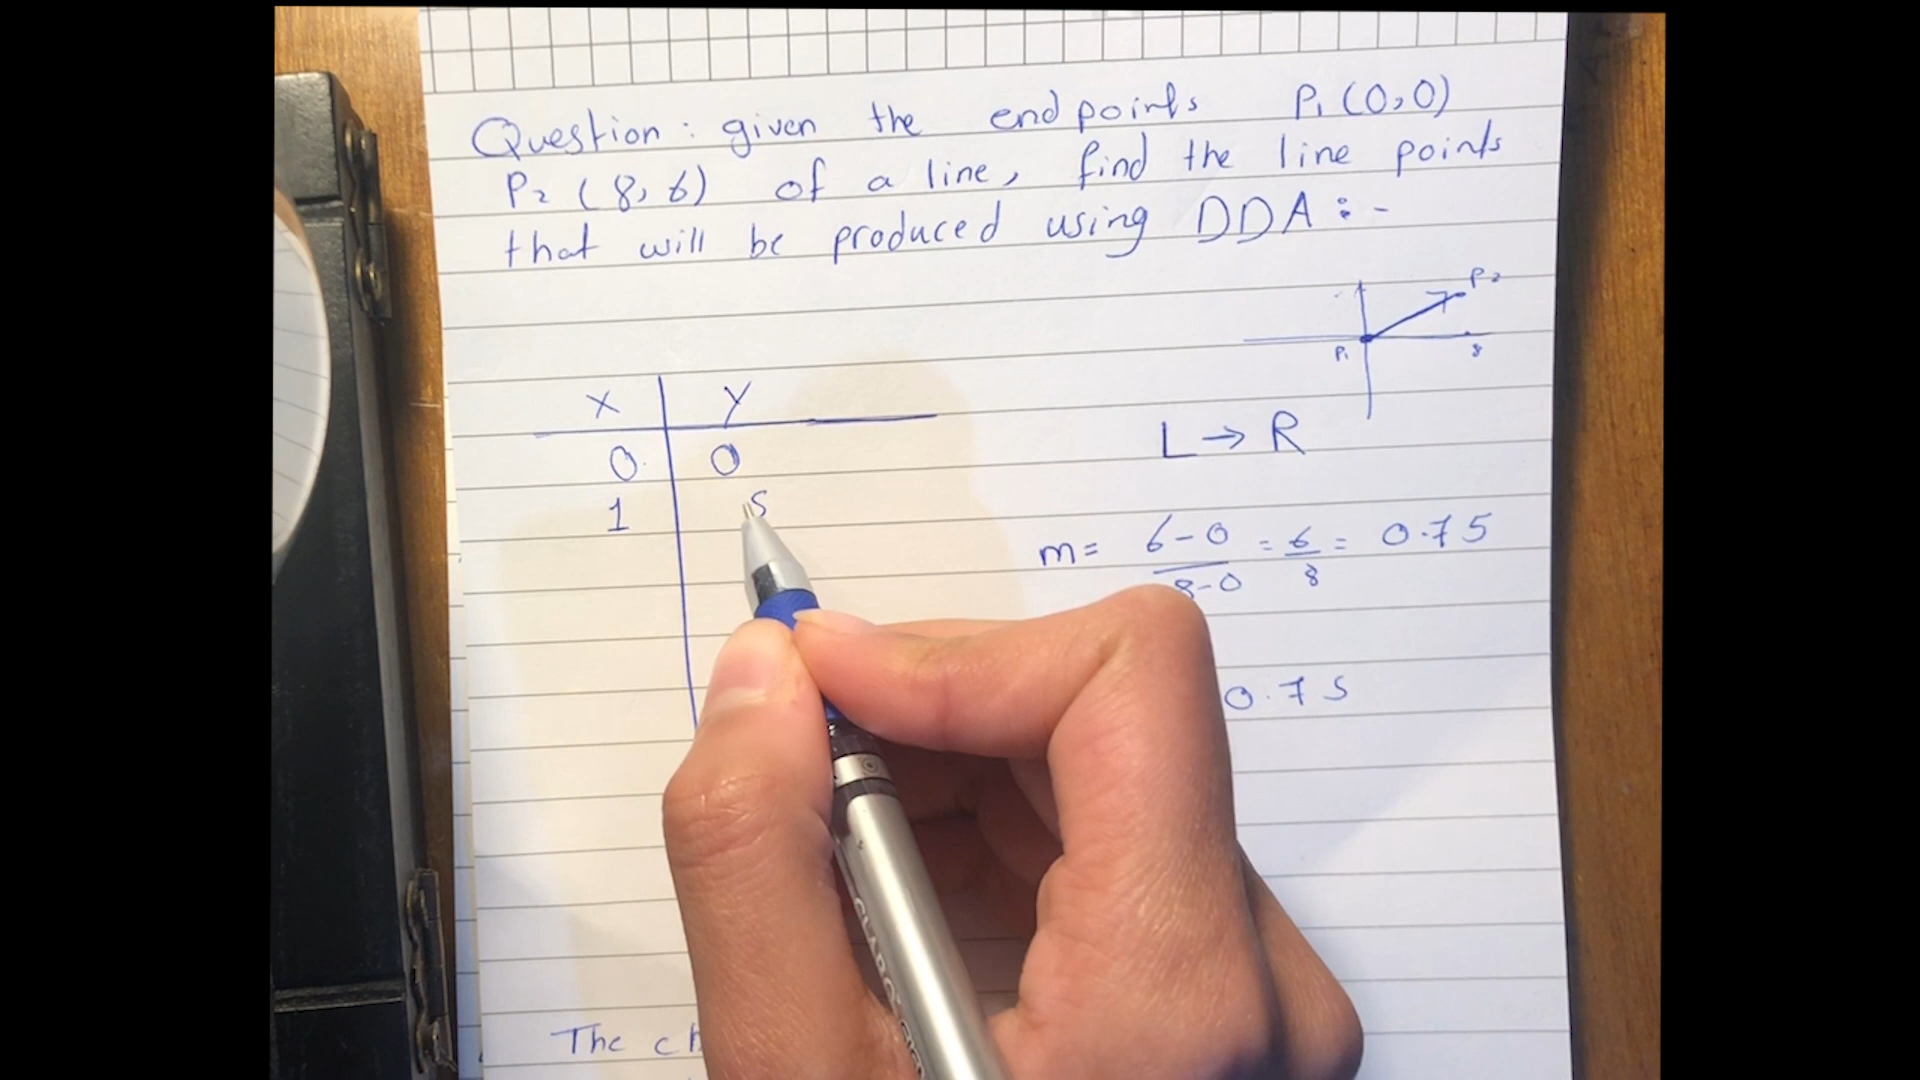 Question: given the end points P1 (0,0)
P2 (8,6) of a line, find the line points
that will be produced using DDA :-
P2
P1 8
X Y
0 0
1 5
L → R
m = 6-0 / 8-0 = 6/8 = 0.75
0.75
The ch